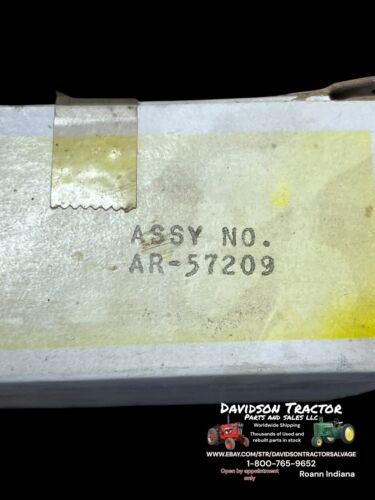 ASSY NO.
AR-57209
Davidson Tractor
Parts and Sales LLC
Worldwide Shipping
Thousands of Used and
rebuilt parts in stock
WWW.EBAY.COM/STR/DAVIDSONTRACTORSALVAGE
1-800-765-9652
Open by appointment
only
Roann Indiana